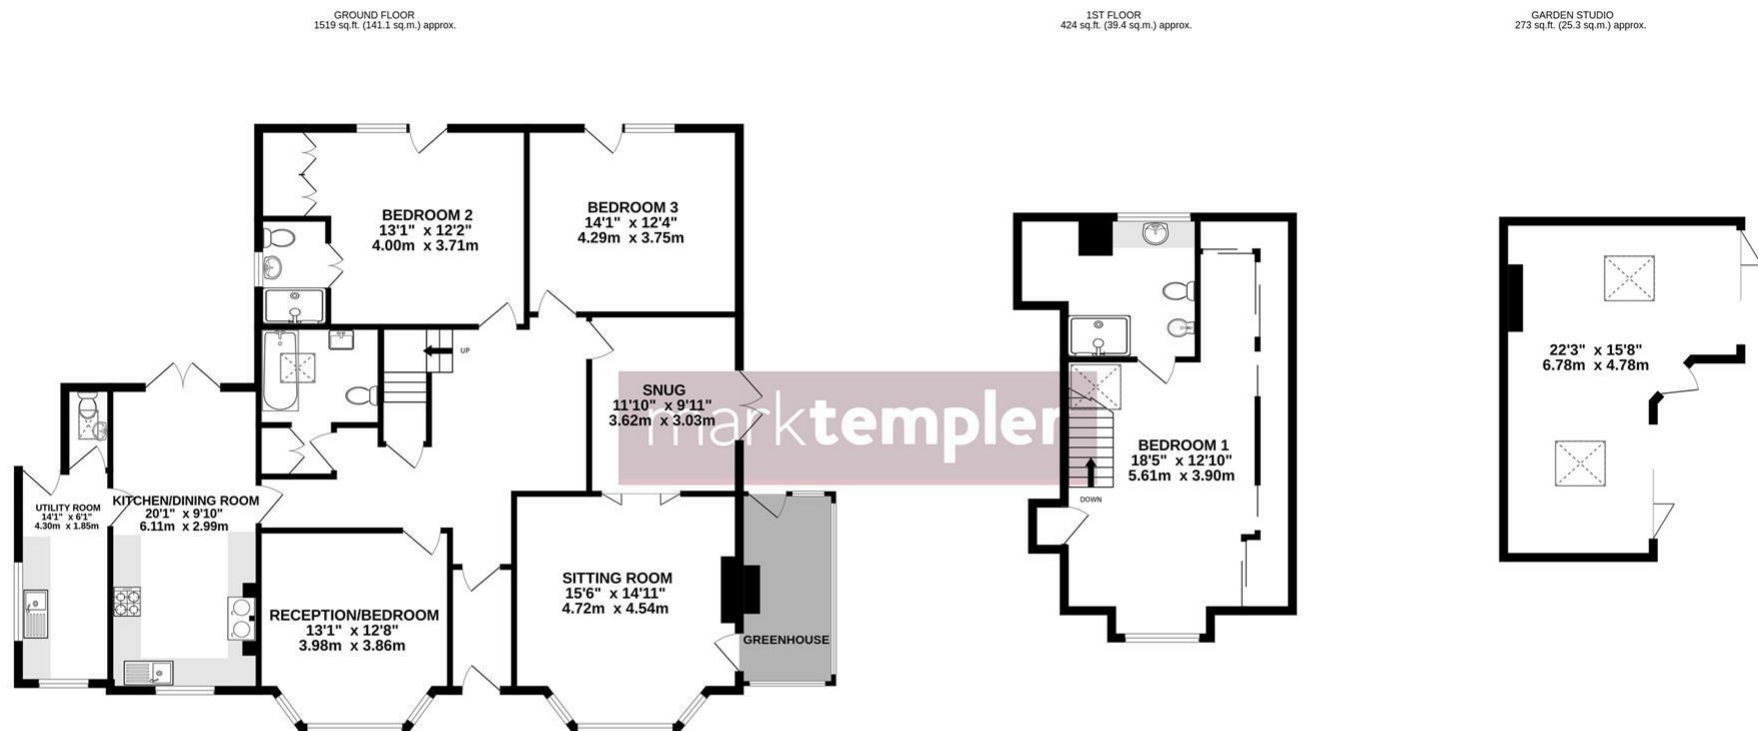 GROUND FLOOR
1519 sq.ft. (141.1 sq.m.) approx.
1ST FLOOR
424 sq.ft. (39.4 sq.m.) approx.
GARDEN STUDIO
273 sq.ft. (25.3 sq.m.) approx.
BEDROOM 2
13'1" x 12'2"
4.00m x 3.71m
BEDROOM 3
14'1" x 12'4"
4.29m x 3.75m
UP
SNUG
11'10" x 9'11"
3.62m x 3.03m
marktempler
KITCHEN/DINING ROOM
20'1" x 9'10"
6.11m x 2.99m
UTILITY ROOM
14'1" x 6'1"
4.30m x 1.85m
RECEPTION/BEDROOM
13'1" x 12'8"
3.98m x 3.86m
SITTING ROOM
15'6" x 14'11"
4.72m x 4.54m
GREENHOUSE
BEDROOM 1
18'5" x 12'10"
5.61m x 3.90m
DOWN
22'3" x 15'8"
6.78m x 4.78m